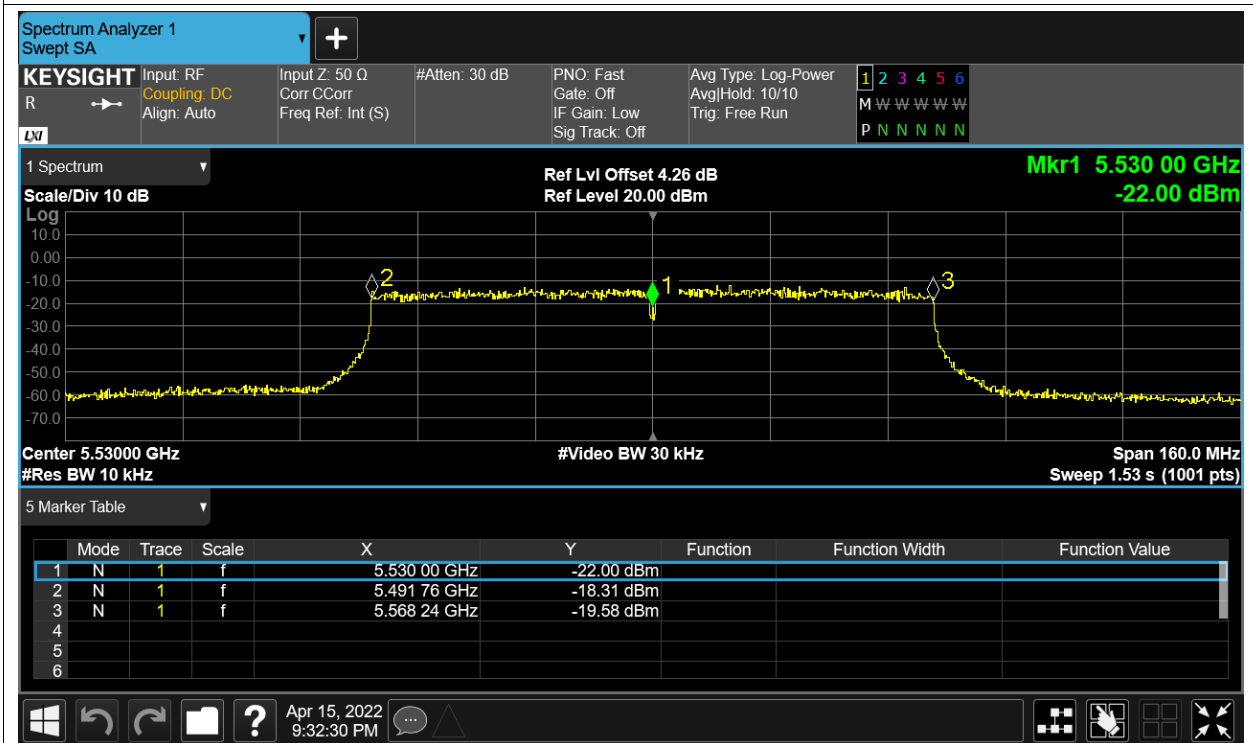 Spectrum Analyzer 1
Swept SA
KEYSIGHT
R
LXI
Input: RF
Coupling: DC
Align: Auto
Input Z: 50 Ω
Corr CCorr
Freq Ref: Int (S)
#Atten: 30 dB
PNO: Fast
Gate: Off
IF Gain: Low
Sig Track: Off
Avg Type: Log-Power
Avg|Hold: 10/10
Trig: Free Run
1 2 3 4 5 6
M W W W W W
P N N N N N
1 Spectrum
Scale/Div 10 dB
Ref Lvl Offset 4.26 dB
Ref Level 20.00 dBm
Mkr1 5.530 00 GHz
-22.00 dBm
Log
10.0
0.00
-10.0
-20.0
-30.0
-40.0
-50.0
-60.0
-70.0
2
1
3
Center 5.53000 GHz
#Res BW 10 kHz
#Video BW 30 kHz
Span 160.0 MHz
Sweep 1.53 s (1001 pts)
5 Marker Table
Mode Trace Scale X Y Function Function Width Function Value
1 N 1 f 5.530 00 GHz -22.00 dBm
2 N 1 f 5.491 76 GHz -18.31 dBm
3 N 1 f 5.568 24 GHz -19.58 dBm
4
5
6
?
Apr 15, 2022
9:32:30 PM